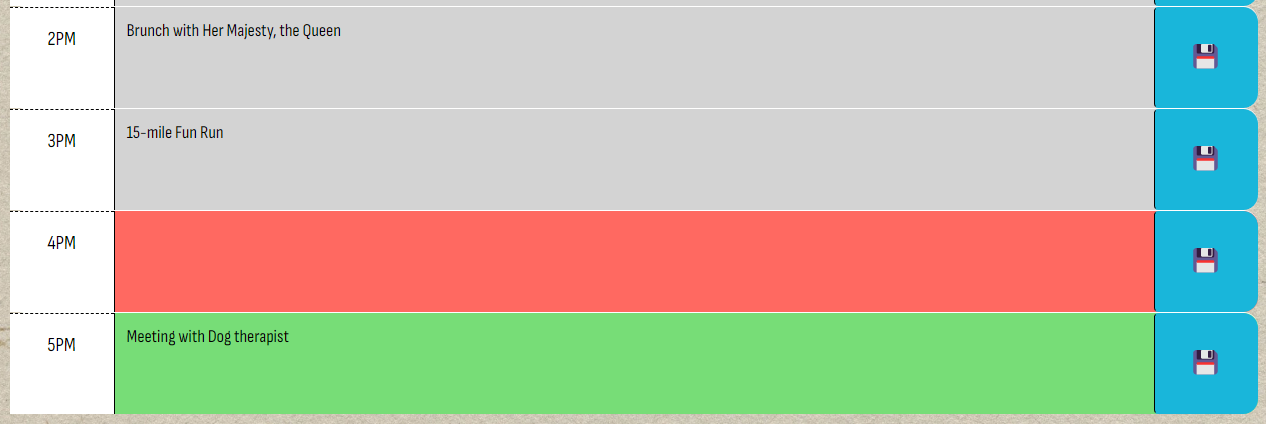 2PM
Brunch with Her Majesty, the Queen
3PM
15-mile Fun Run
4PM
5PM
Meeting with Dog therapist